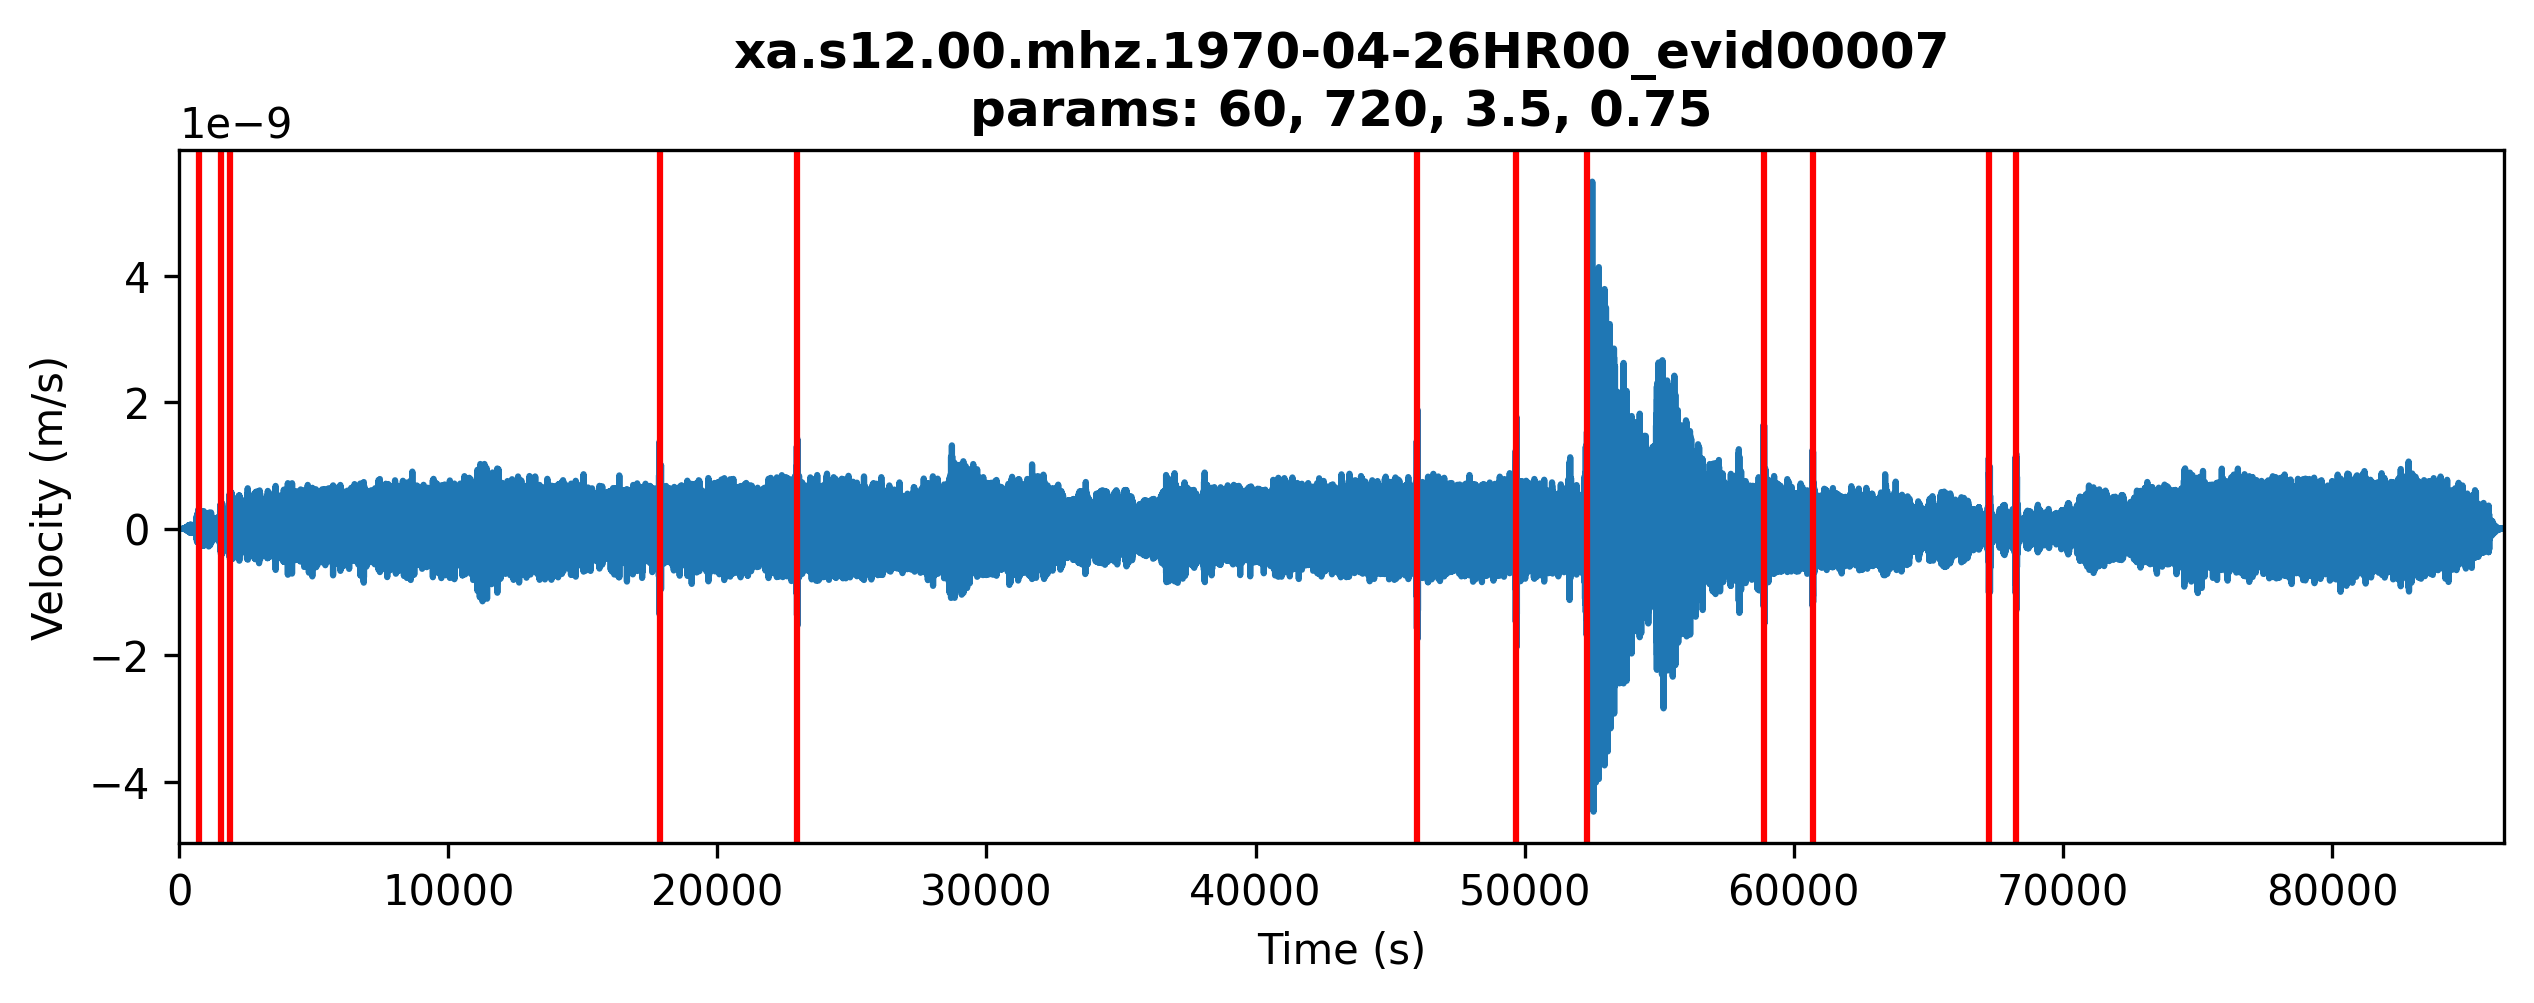 xa.s12.00.mhz.1970-04-26HR00_evid00007
params: 60, 720, 3.5, 0.75
1e−9
4
2
0
−2
−4
Velocity (m/s)
0 10000 20000 30000 40000 50000 60000 70000 80000
Time (s)